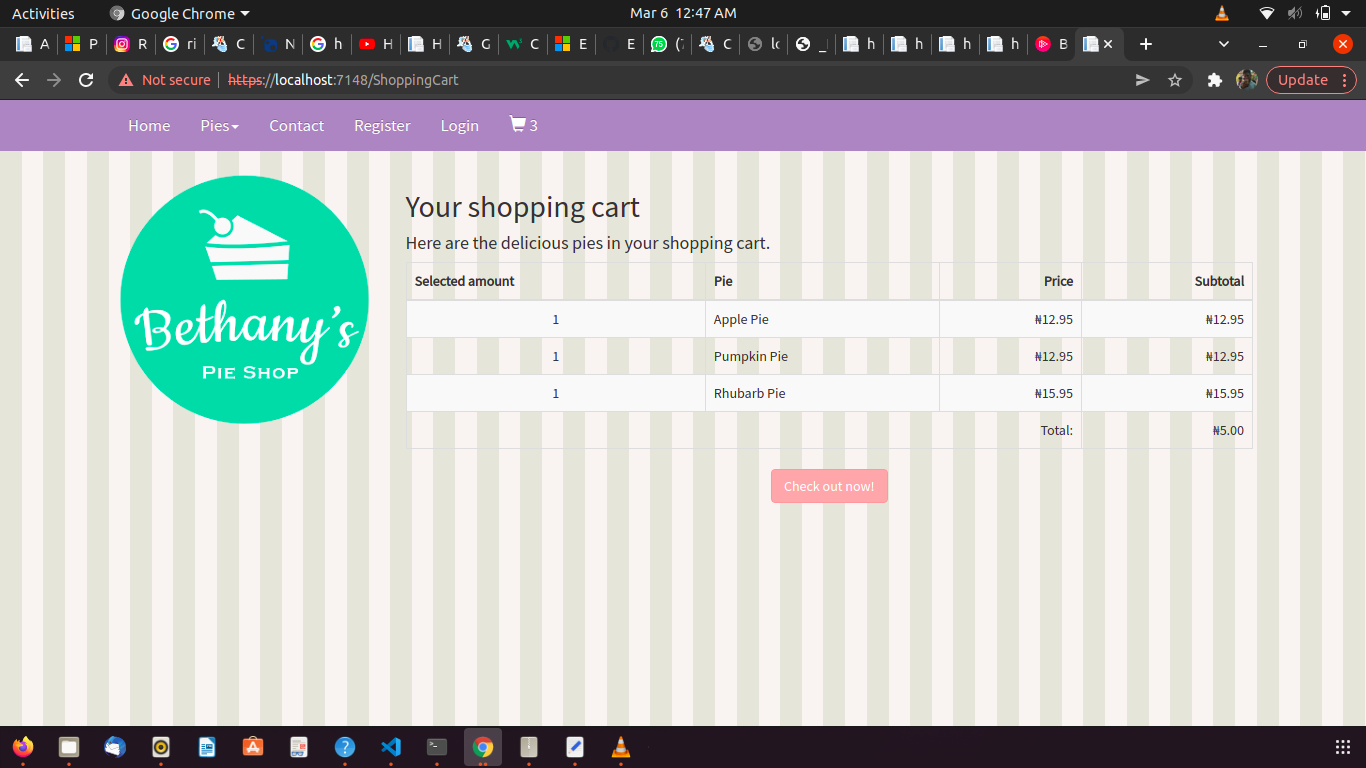 Activities Google Chrome Mar 6 12:47 AM
A P R ri C N h H H G C E E (7 C lo _ h h h h B
Not secure https://localhost:7148/ShoppingCart Update
Home Pies Contact Register Login 3
Bethany's
PIE SHOP
Your shopping cart
Here are the delicious pies in your shopping cart.
Selected amount Pie Price Subtotal
1 Apple Pie ₦12.95 ₦12.95
1 Pumpkin Pie ₦12.95 ₦12.95
1 Rhubarb Pie ₦15.95 ₦15.95
Total: ₦5.00
Check out now!